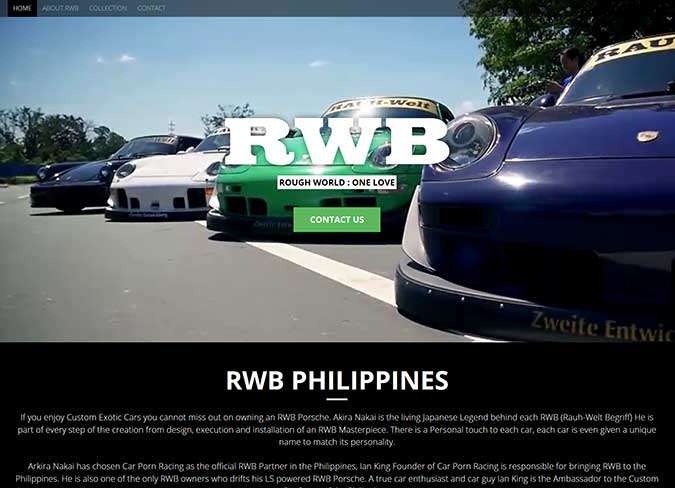 HOME ABOUT RWB COLLECTION CONTACT
RAUH-Welt
RWB
ROUGH WORLD : ONE LOVE
CONTACT US
Zweite Entwic
RWB PHILIPPINES
If you enjoy Custom Exotic Cars you cannot miss out on owning an RWB Porsche. Akira Nakai is the living Japanese Legend behind each RWB (Rauh-Welt Begriff) He is
part of every step of the creation from design, execution and installation of an RWB Masterpiece. There is a Personal touch to each car, each car is even given a unique
name to match its personality.
Arkira Nakai has chosen Car Porn Racing as the official RWB Partner in the Philippines, Ian King Founder of Car Porn Racing is responsible for bringing RWB to the
Philippines. He is also one of the only RWB owners who drifts his LS powered RWB Porsche. A true car enthusiast and car guy Ian King is the Ambassador to the Custom